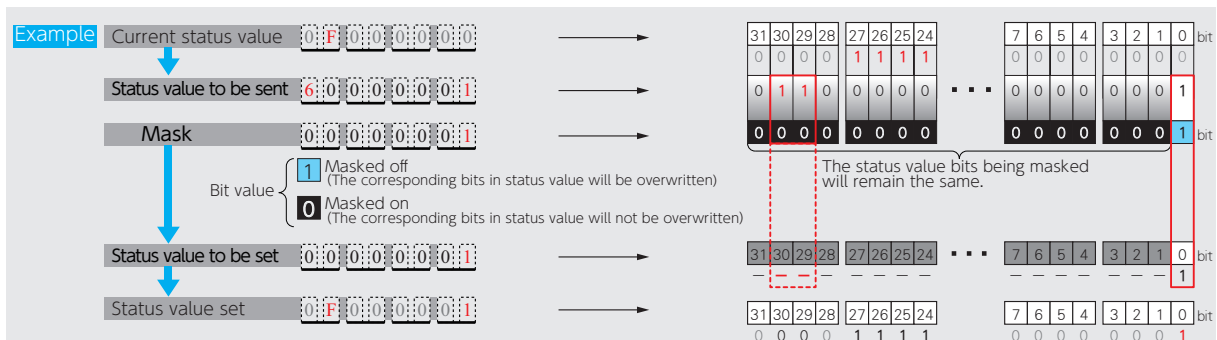 Example Current status value 0 F 0 0 0 0 0 0 31 30 29 28 27 26 25 24 7 6 5 4 3 2 1 0 bit
0 0 0 0 1 1 1 1 0 0 0 0 0 0 0 0
Status value to be sent 6 0 0 0 0 0 0 1 0 1 1 0 0 0 0 0 ... 0 0 0 0 0 0 0 1
Mask 0 0 0 0 0 0 0 1 0 0 0 0 0 0 0 0 0 0 0 0 0 0 0 1 bit
Bit value
1 Masked off
(The corresponding bits in status value will be overwritten)
0 Masked on
(The corresponding bits in status value will not be overwritten)
The status value bits being masked
will remain the same.
Status value to be set 0 0 0 0 0 0 0 1 31 30 29 28 27 26 25 24 ... 7 6 5 4 3 2 1 0 bit
– – – – – – – – – – – – – – – 1
Status value set 0 F 0 0 0 0 0 1 31 30 29 28 27 26 25 24 7 6 5 4 3 2 1 0 bit
0 0 0 0 1 1 1 1 0 0 0 0 0 0 0 1